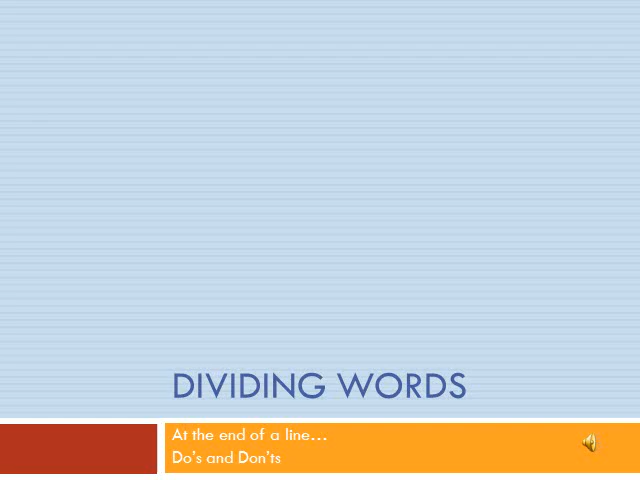 DIVIDING WORDS
At the end of a line…
Do's and Don'ts